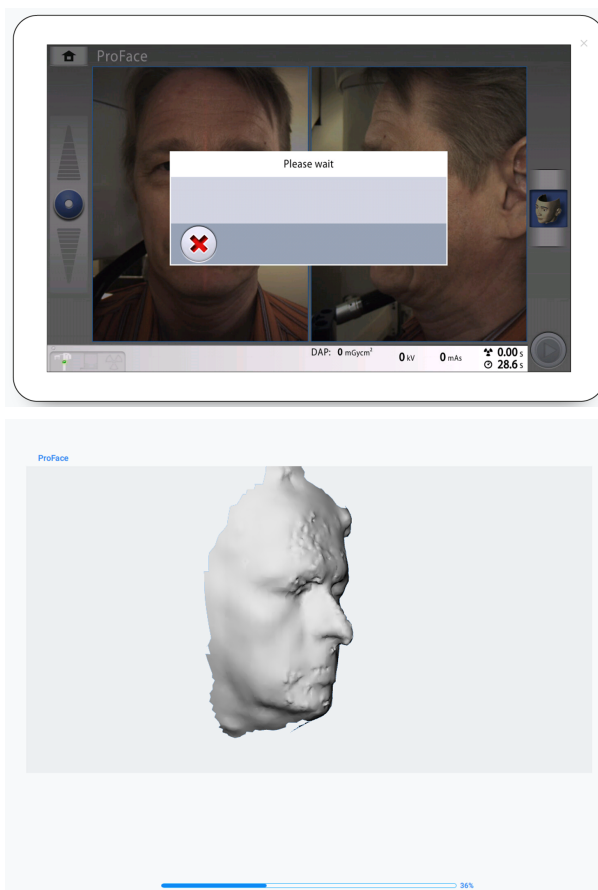 ProFace
Please wait
DAP: 0 mGycm² 0 kV 0 mAs 0.00 s
28.6 s
ProFace
36%